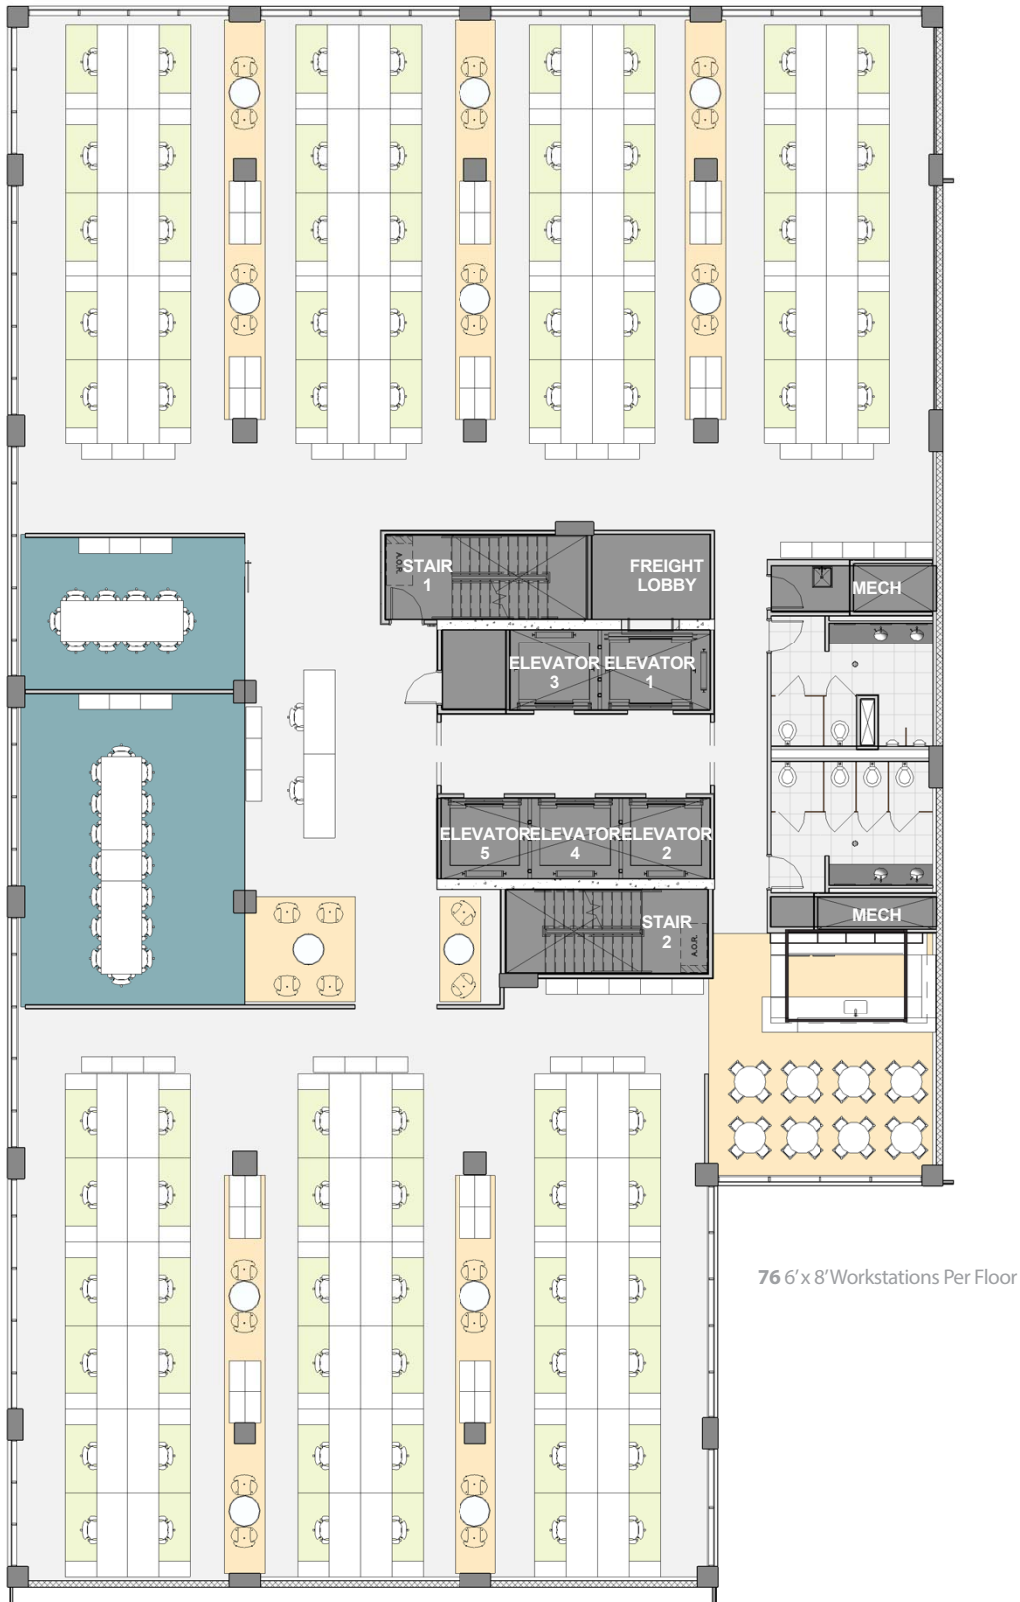 A.O.R.
STAIR
1
FREIGHT
LOBBY
MECH
ELEVATOR
3
ELEVATOR
1
ELEVATOR
5
ELEVATOR
4
ELEVATOR
2
STAIR
2
A.O.R.
MECH
76 6’ x 8’ Workstations Per Floor